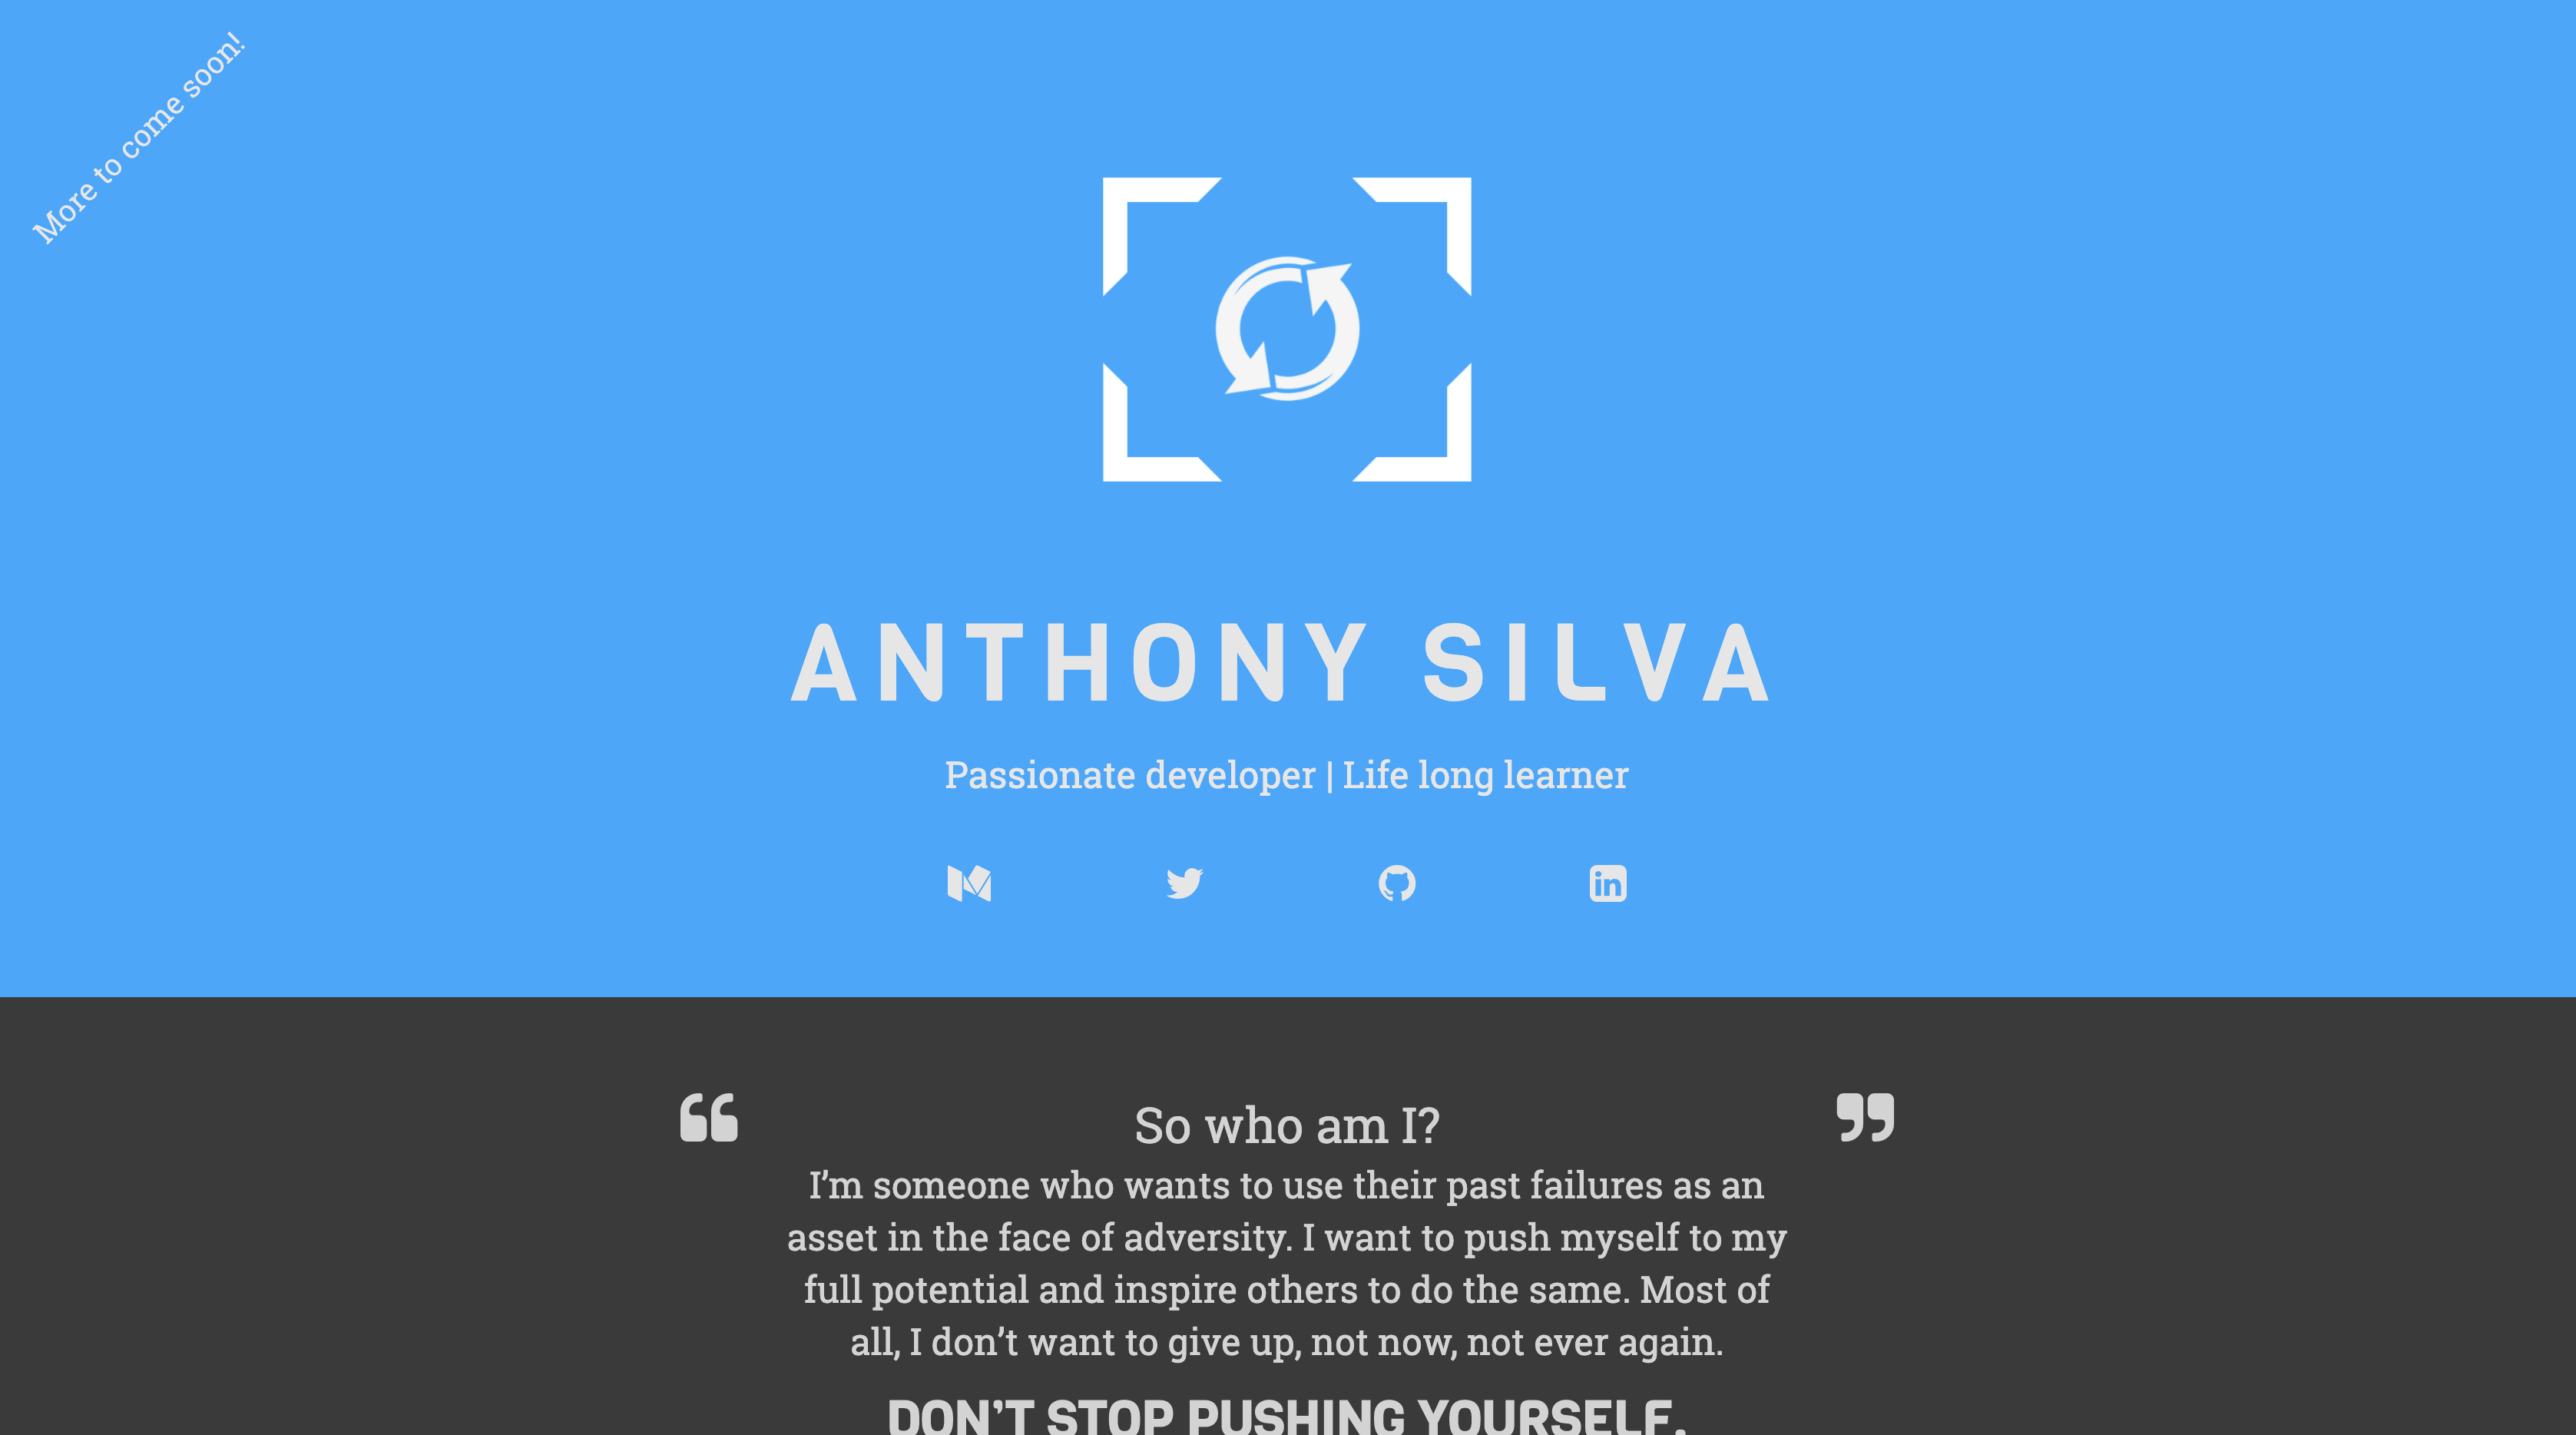 More to come soon!
ANTHONY SILVA
Passionate developer | Life long learner
So who am I?
I’m someone who wants to use their past failures as an
asset in the face of adversity. I want to push myself to my
full potential and inspire others to do the same. Most of
all, I don’t want to give up, not now, not ever again.
DON’T STOP PUSHING YOURSELF.